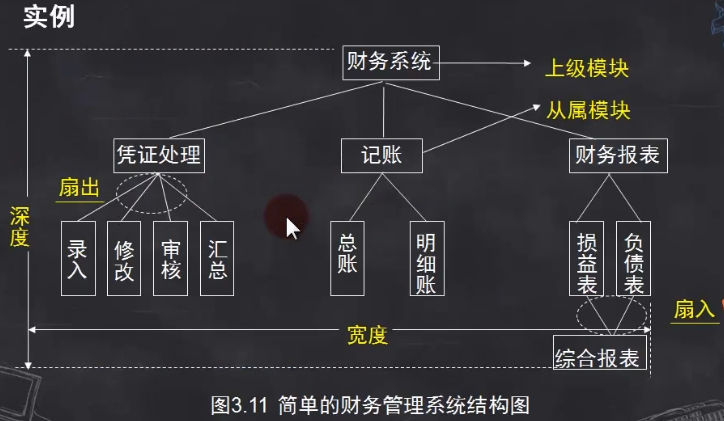 实例
财务系统
上级模块
从属模块
凭证处理
记账
财务报表
扇出
深度
录入
修改
审核
汇总
总账
明细账
损益表
负债表
扇入
宽度
综合报表
图3.11 简单的财务管理系统结构图